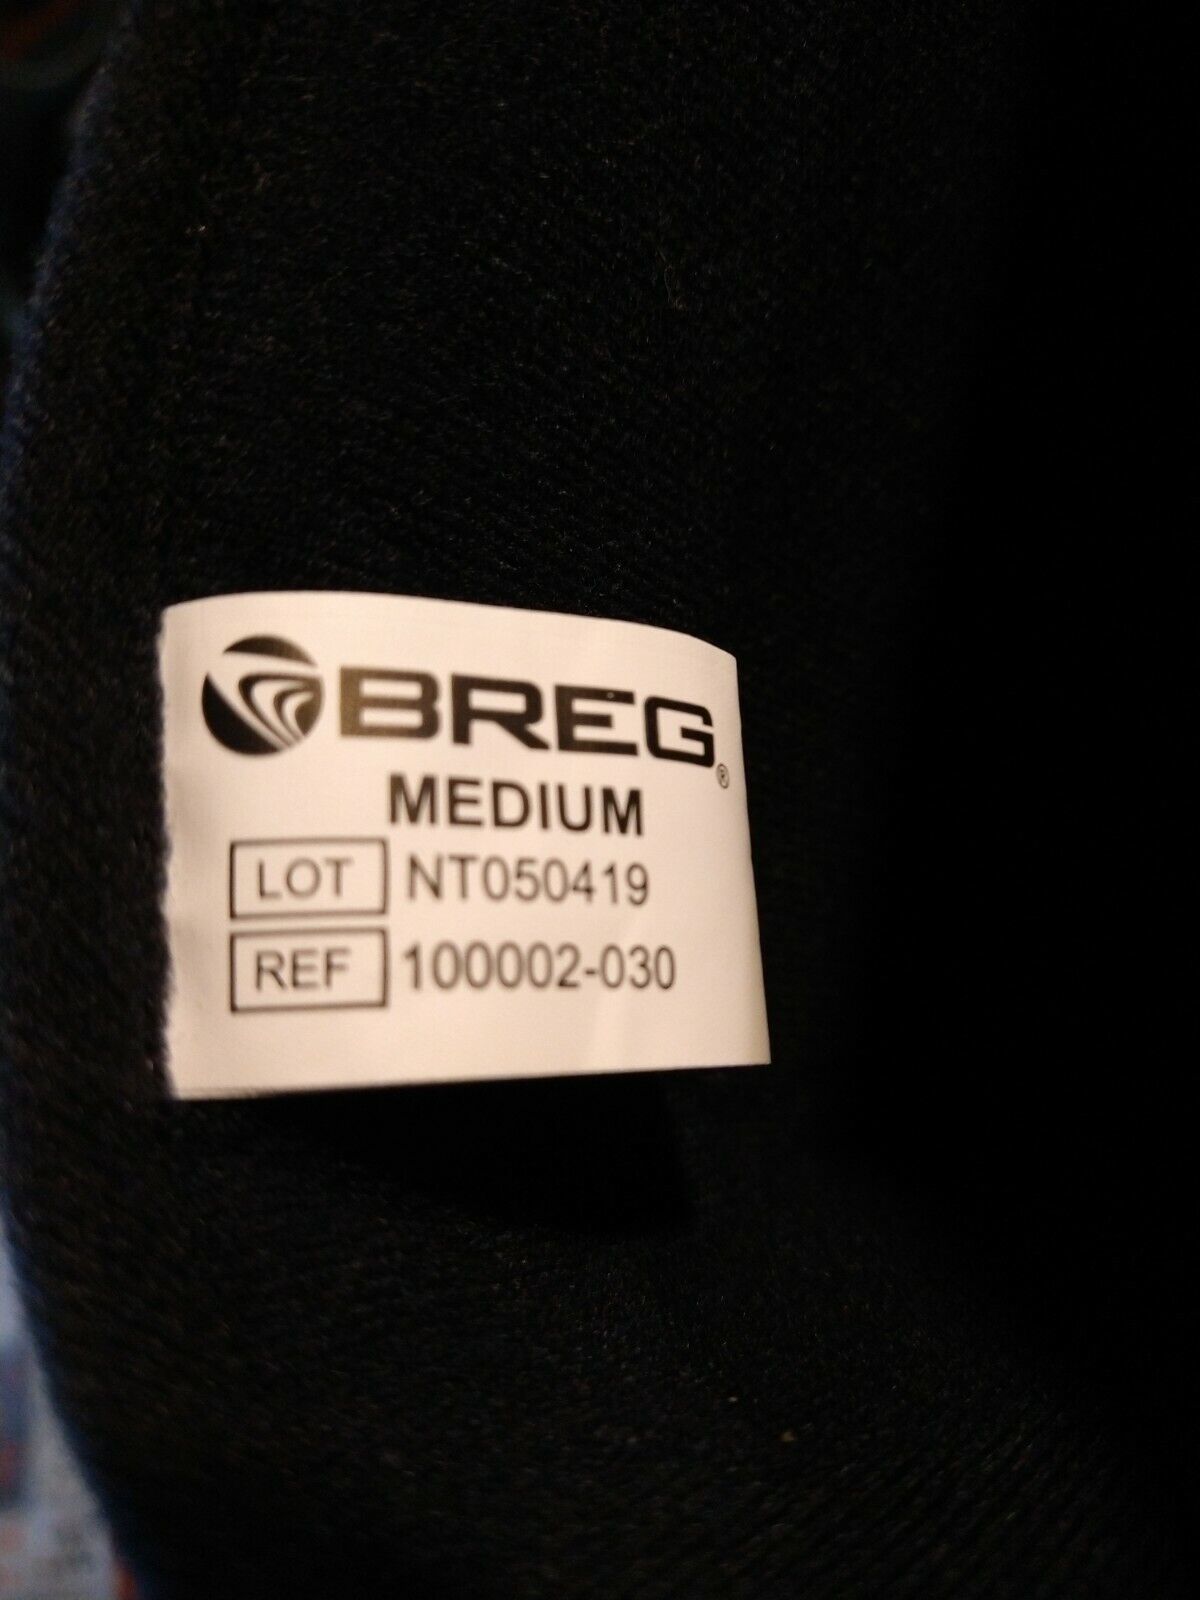 BREG®
MEDIUM
LOT NT050419
REF 100002-030